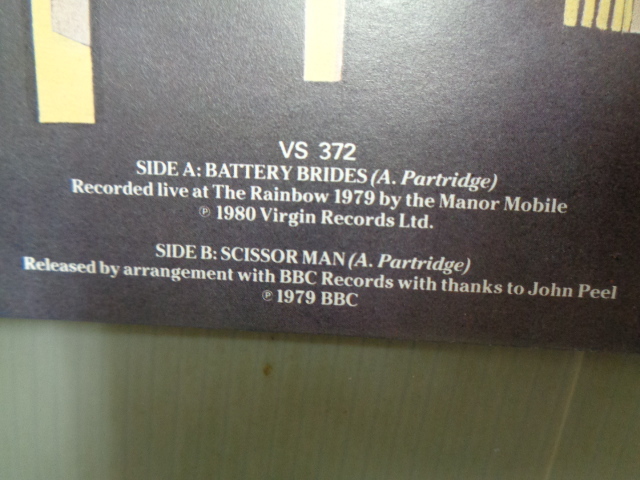 VS 372
SIDE A: BATTERY BRIDES (A. Partridge)
Recorded live at The Rainbow 1979 by the Manor Mobile
℗ 1980 Virgin Records Ltd.
SIDE B: SCISSOR MAN (A. Partridge)
Released by arrangement with BBC Records with thanks to John Peel
℗ 1979 BBC